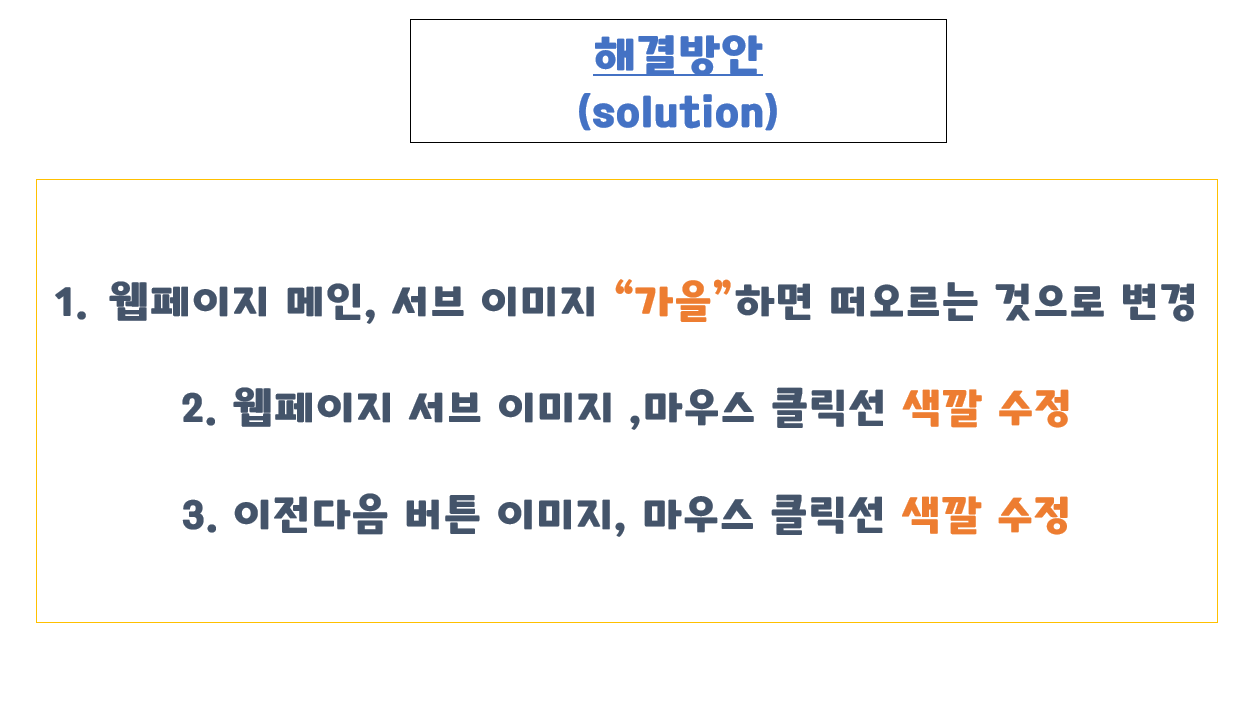 해결방안
(solution)
1. 웹페이지 메인, 서브 이미지 “가을”하면 떠오르는 것으로 변경
2. 웹페이지 서브 이미지 ,마우스 클릭선 색깔 수정
3. 이전다음 버튼 이미지, 마우스 클릭선 색깔 수정